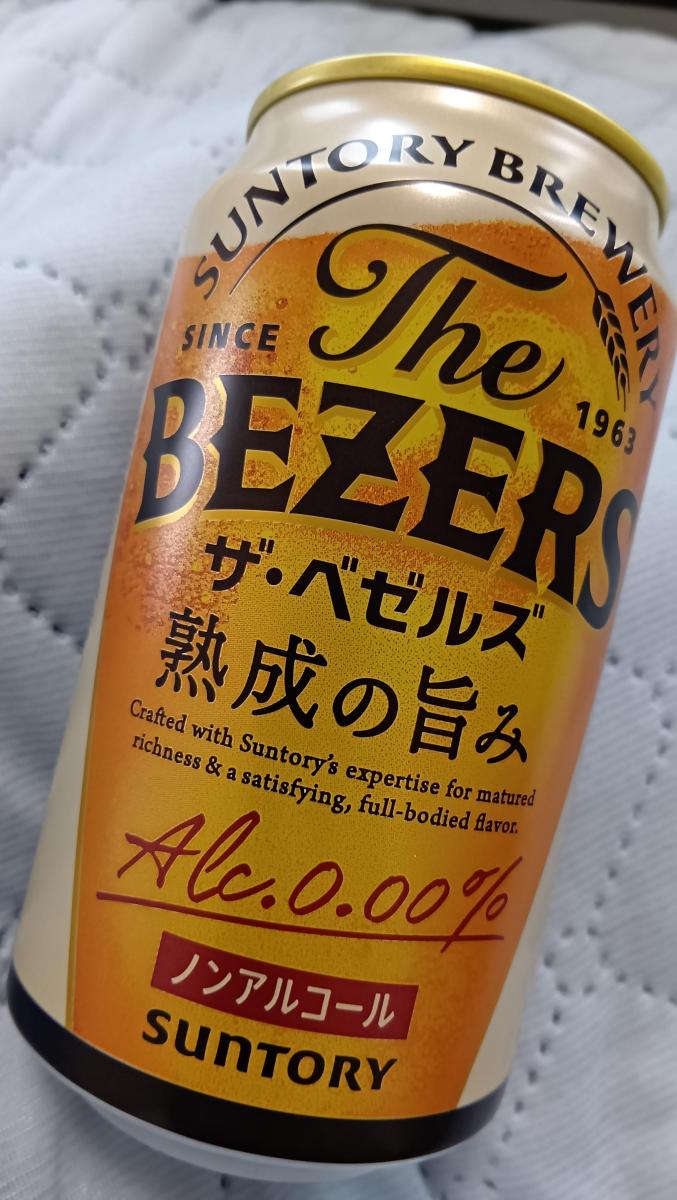 SUNTORY BREWERY
The
SINCE 1963
BEZERS
ザ・ベゼルズ
熟成の旨み
Crafted with Suntory's expertise for matured
richness & a satisfying, full-bodied flavor.
Alc.0.00%
ノンアルコール
SUNTORY